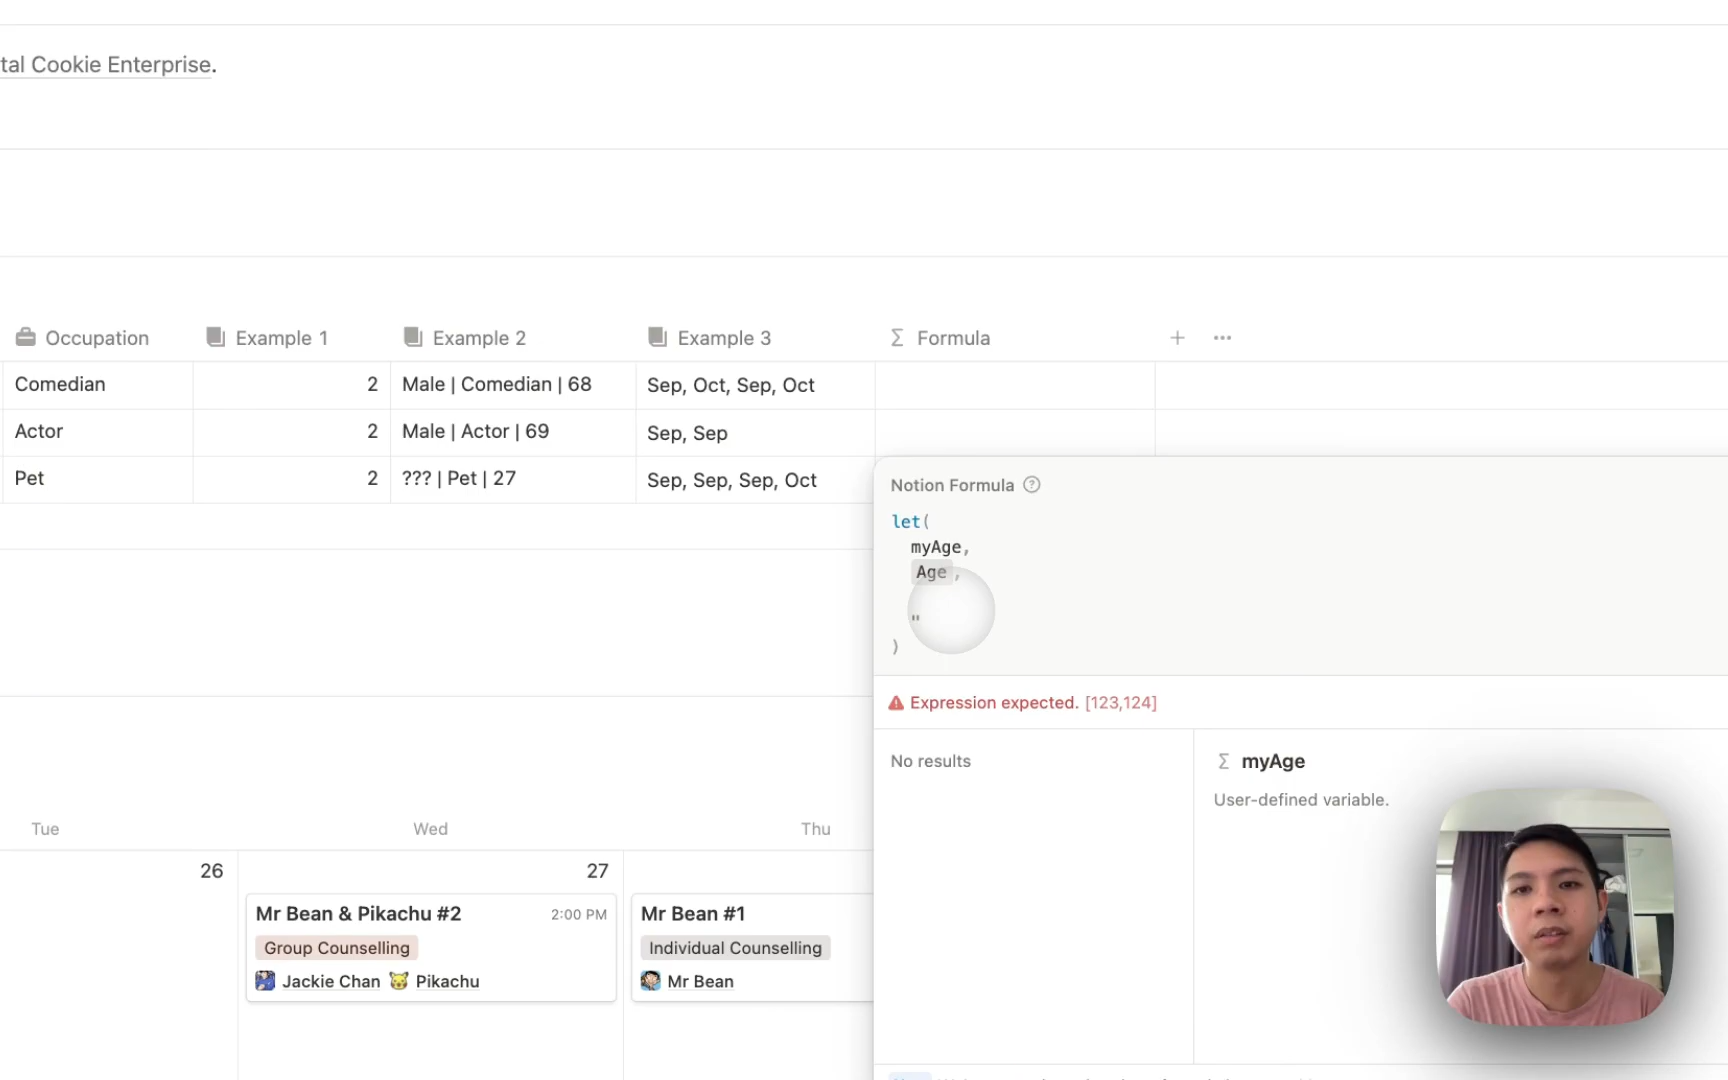 tal Cookie Enterprise.
Occupation Example 1 Example 2 Example 3 Σ Formula + ...
Comedian 2 Male | Comedian | 68 Sep, Oct, Sep, Oct
Actor 2 Male | Actor | 69 Sep, Sep
Pet 2 ??? | Pet | 27 Sep, Sep, Sep, Oct
Notion Formula ?
let(
myAge,
Age ,
"
)
Expression expected. [123,124]
No results
Σ myAge
User-defined variable.
Tue Wed Thu
26 27
Mr Bean & Pikachu #2 2:00 PM
Group Counselling
Jackie Chan Pikachu
Mr Bean #1
Individual Counselling
Mr Bean